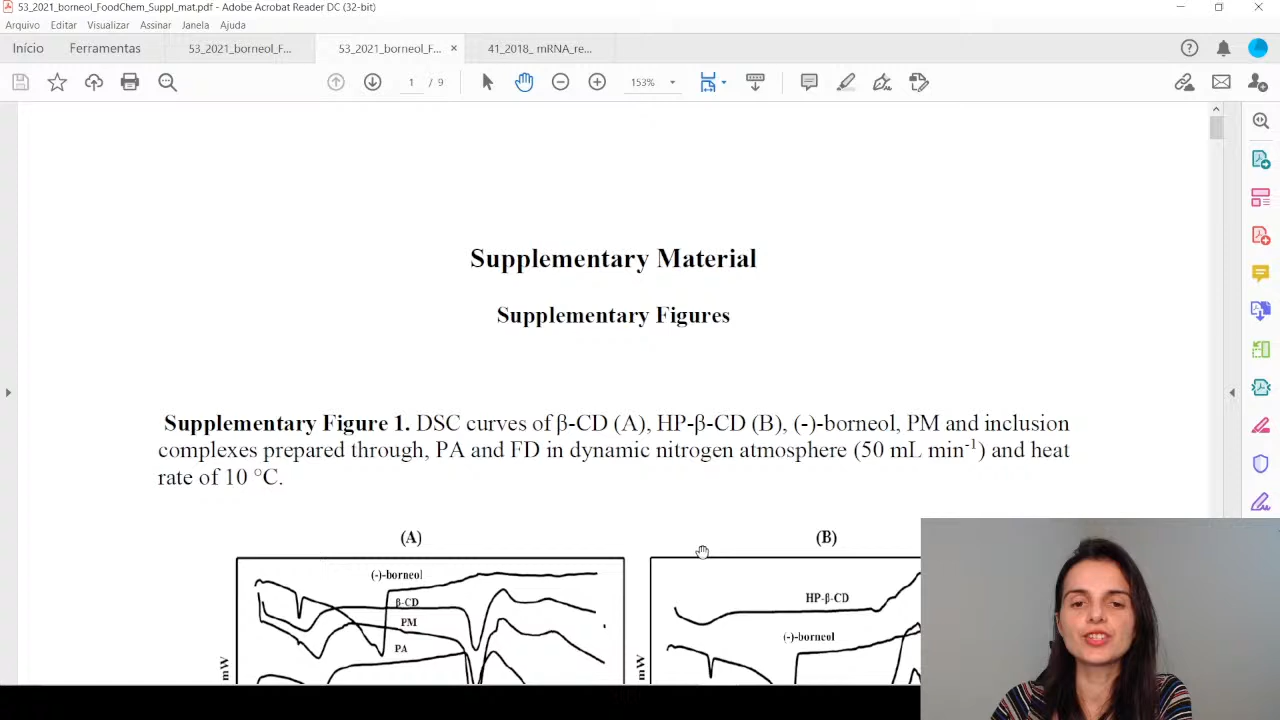 53_2021_borneol_FoodChem_Suppl_mat.pdf - Adobe Acrobat Reader DC (32-bit)
Arquivo Editar Visualizar Assinar Janela Ajuda
Início Ferramentas 53_2021_borneol_F... 53_2021_borneol_F... × 41_2018_ mRNA_re...
1 / 9 153%
Supplementary Material
Supplementary Figures
Supplementary Figure 1. DSC curves of β-CD (A), HP-β-CD (B), (-)-borneol, PM and inclusion
complexes prepared through, PA and FD in dynamic nitrogen atmosphere (50 mL min⁻¹) and heat
rate of 10 °C.
(A) (B)
(-)-borneol
β-CD
PM
PA
mW
HP-β-CD
(-)-borneol
mW